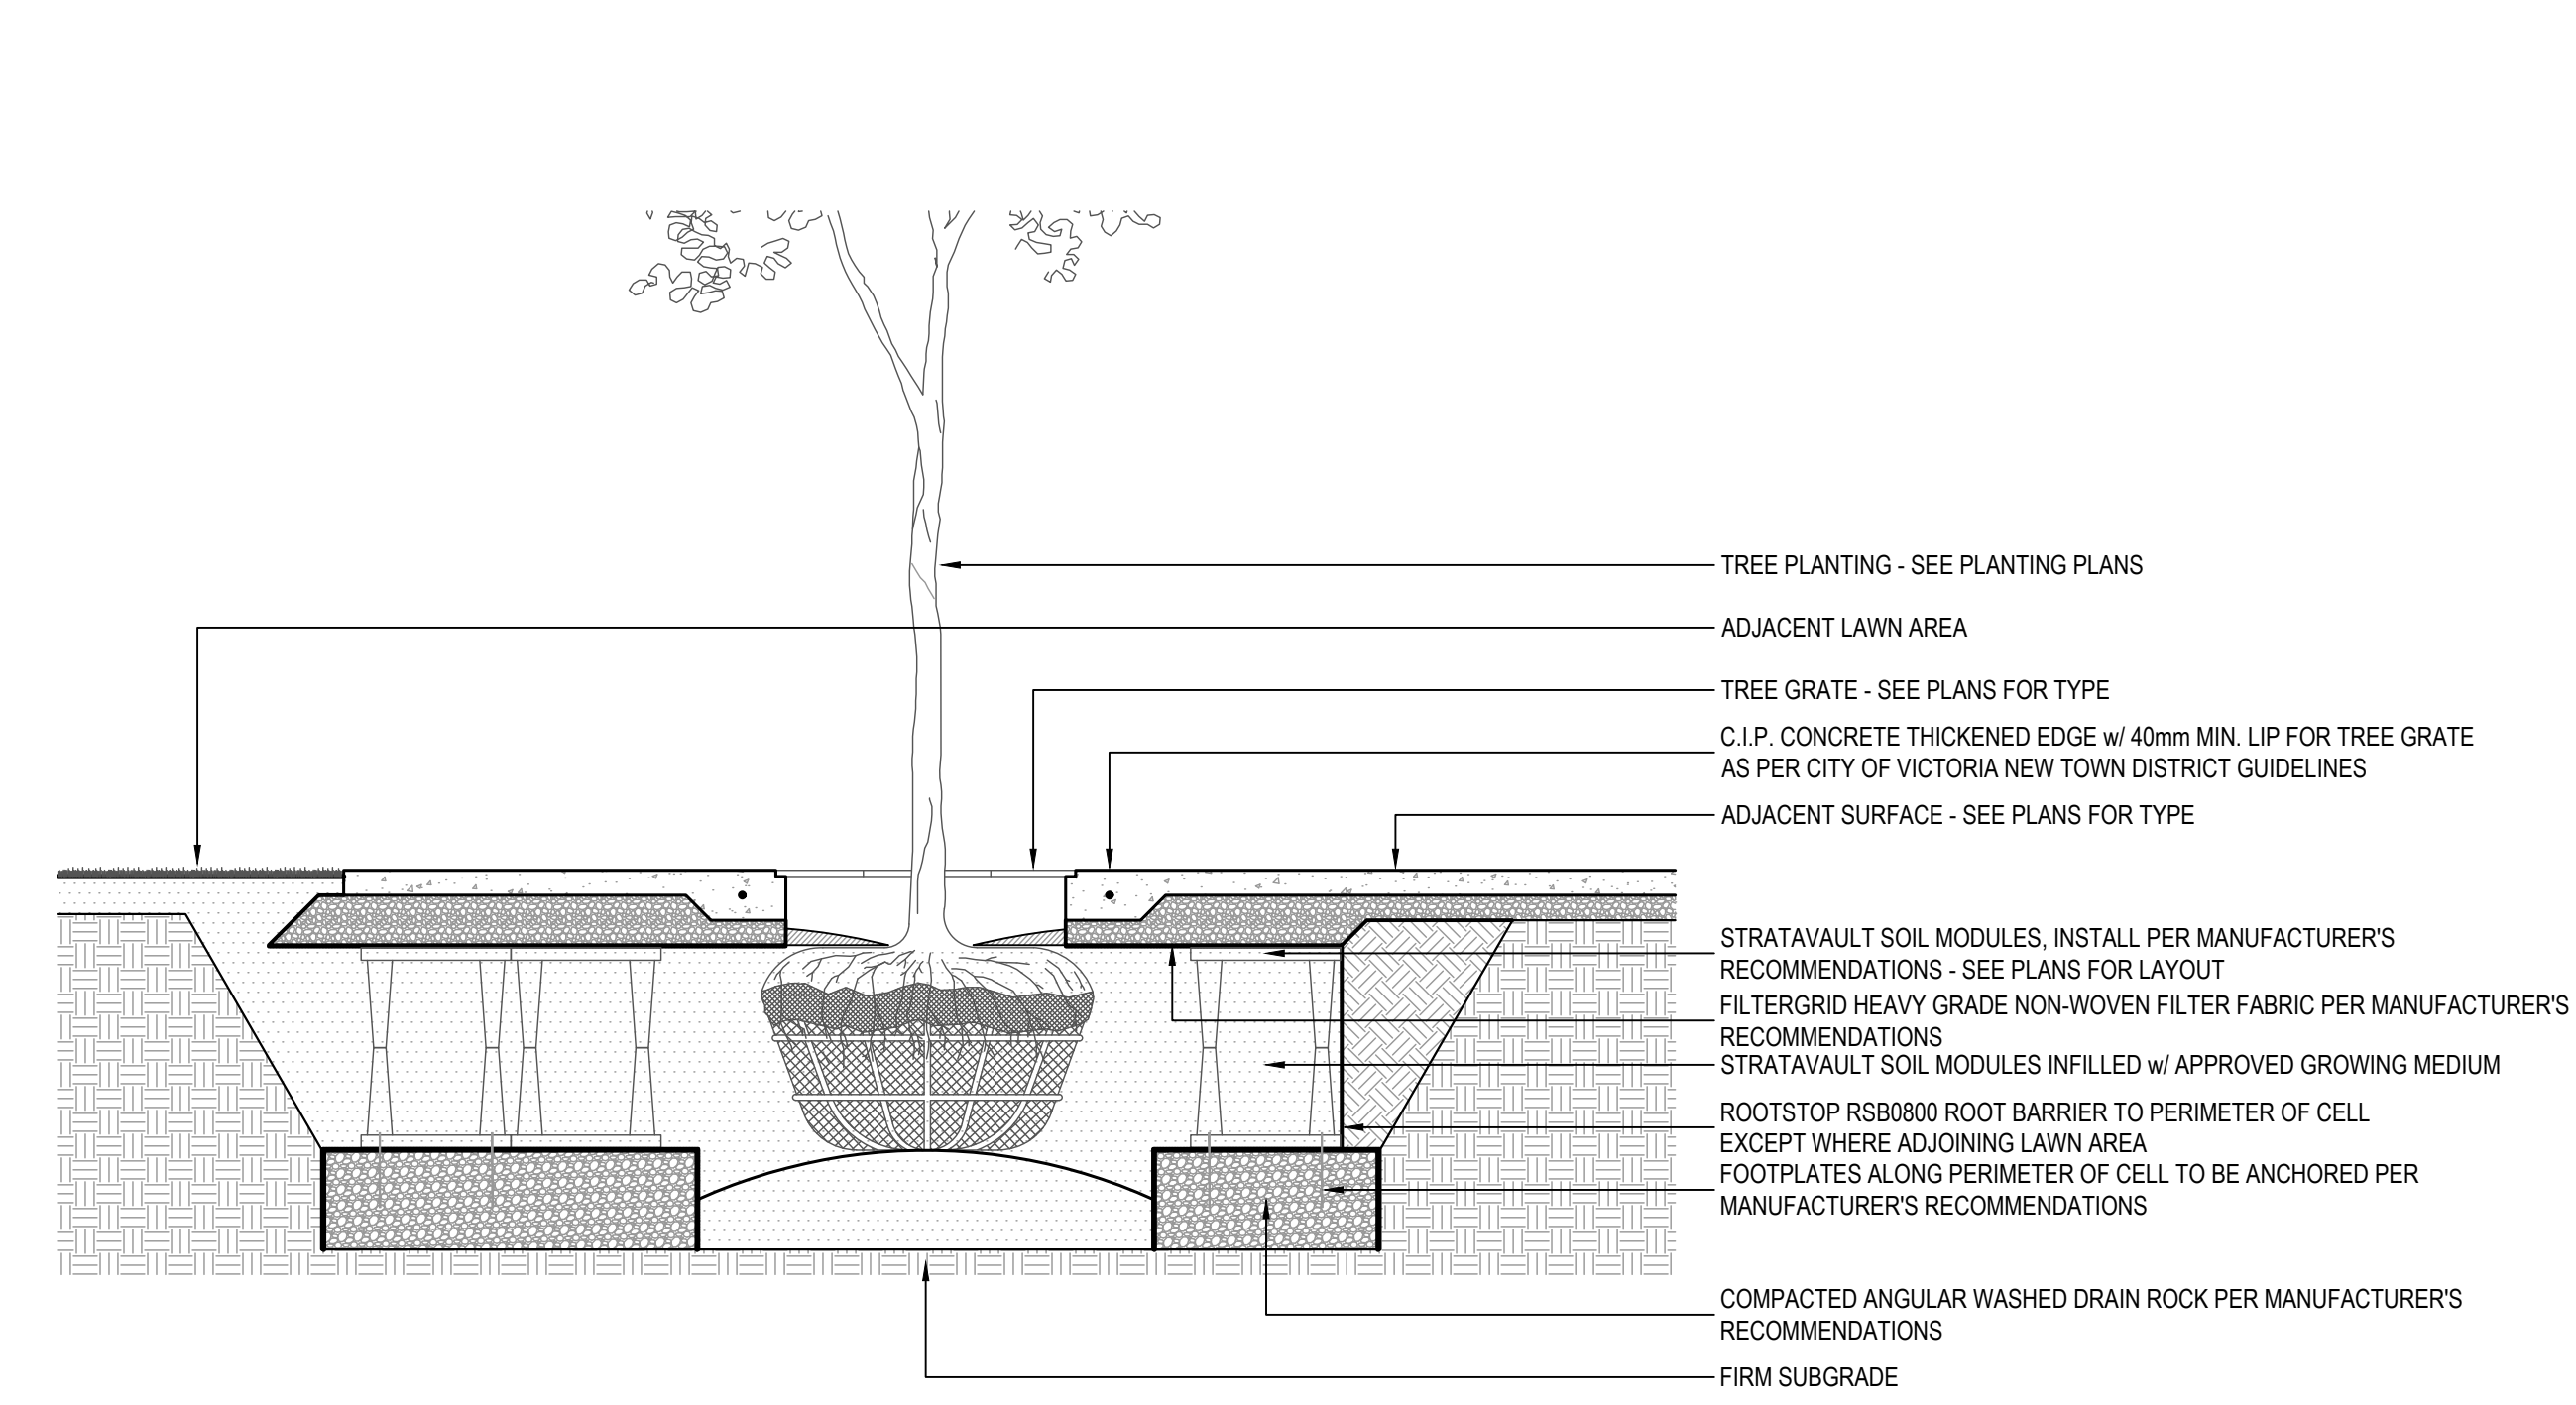 TREE PLANTING - SEE PLANTING PLANS
ADJACENT LAWN AREA
TREE GRATE - SEE PLANS FOR TYPE
C.I.P. CONCRETE THICKENED EDGE w/ 40mm MIN. LIP FOR TREE GRATE
AS PER CITY OF VICTORIA NEW TOWN DISTRICT GUIDELINES
ADJACENT SURFACE - SEE PLANS FOR TYPE
STRATAVAULT SOIL MODULES, INSTALL PER MANUFACTURER'S
RECOMMENDATIONS - SEE PLANS FOR LAYOUT
FILTERGRID HEAVY GRADE NON-WOVEN FILTER FABRIC PER MANUFACTURER'S
RECOMMENDATIONS
STRATAVAULT SOIL MODULES INFILLED w/ APPROVED GROWING MEDIUM
ROOTSTOP RSB0800 ROOT BARRIER TO PERIMETER OF CELL
EXCEPT WHERE ADJOINING LAWN AREA
FOOTPLATES ALONG PERIMETER OF CELL TO BE ANCHORED PER
MANUFACTURER'S RECOMMENDATIONS
COMPACTED ANGULAR WASHED DRAIN ROCK PER MANUFACTURER'S
RECOMMENDATIONS
FIRM SUBGRADE